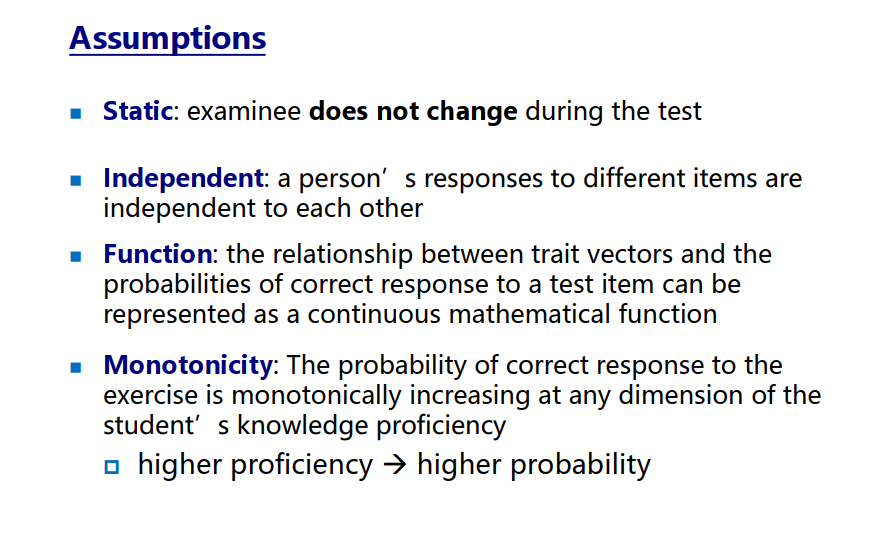 Assumptions
Static: examinee does not change during the test
Independent: a person’s responses to different items are
independent to each other
Function: the relationship between trait vectors and the
probabilities of correct response to a test item can be
represented as a continuous mathematical function
Monotonicity: The probability of correct response to the
exercise is monotonically increasing at any dimension of the
student’s knowledge proficiency
higher proficiency → higher probability